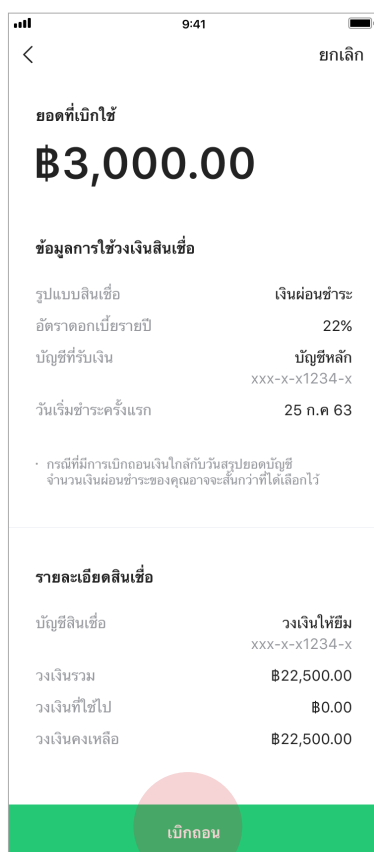 9:41
ยกเลิก
ยอดที่เบิกใช้
฿3,000.00
ข้อมูลการใช้วงเงินสินเชื่อ
รูปแบบสินเชื่อ เงินผ่อนชำระ
อัตราดอกเบี้ยรายปี 22%
บัญชีที่รับเงิน บัญชีหลัก
xxx-x-x1234-x
วันเริ่มชำระครั้งแรก 25 ก.ค 63
· กรณีที่มีการเบิกถอนเงินใกล้กับวันสรุปยอดบัญชี
จำนวนเงินผ่อนชำระของคุณอาจจะสั้นกว่าที่ได้เลือกไว้
รายละเอียดสินเชื่อ
บัญชีสินเชื่อ วงเงินให้ยืม
xxx-x-x1234-x
วงเงินรวม ฿22,500.00
วงเงินที่ใช้ไป ฿0.00
วงเงินคงเหลือ ฿22,500.00
เบิกถอน